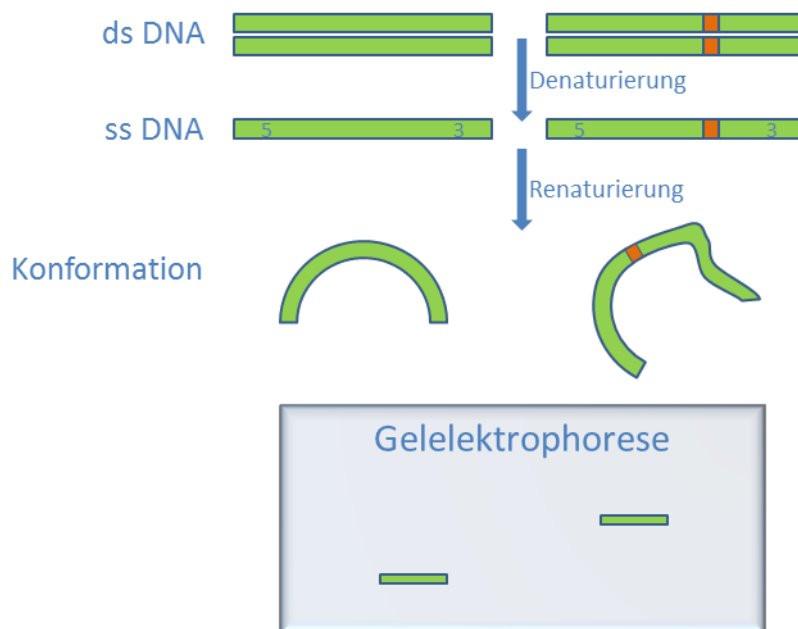 ds DNA
Denaturierung
ss DNA
5 3
5 3
Renaturierung
Konformation
Gelelektrophorese